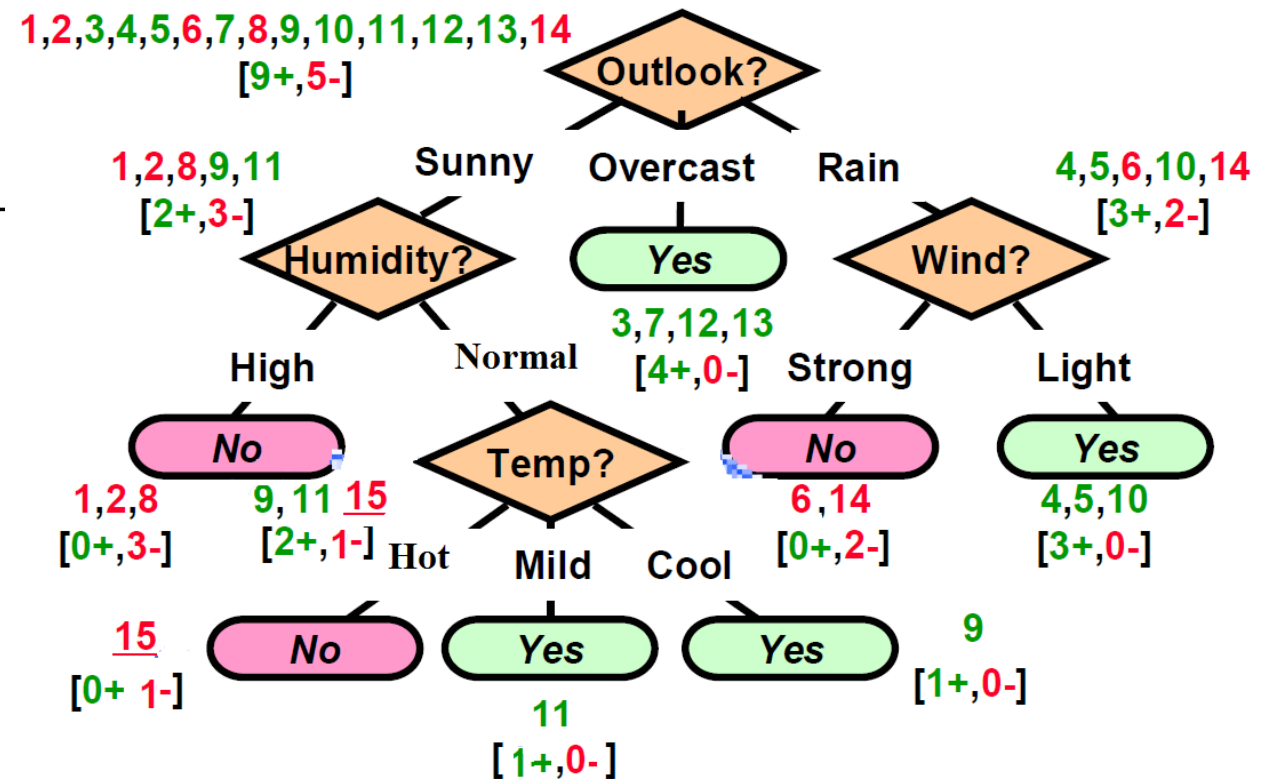 1,2,3,4,5,6,7,8,9,10,11,12,13,14
[9+,5-]
Outlook?
Sunny
Overcast
Rain
1,2,8,9,11
[2+,3-]
4,5,6,10,14
[3+,2-]
Humidity?
Yes
Wind?
3,7,12,13
[4+,0-]
High
Normal
Strong
Light
No
Temp?
No
Yes
1,2,8
[0+,3-]
9,11 15
[2+,1-]
6,14
[0+,2-]
4,5,10
[3+,0-]
Hot
Mild
Cool
15
[0+ 1-]
No
Yes
Yes
9
[1+,0-]
11
[1+,0-]